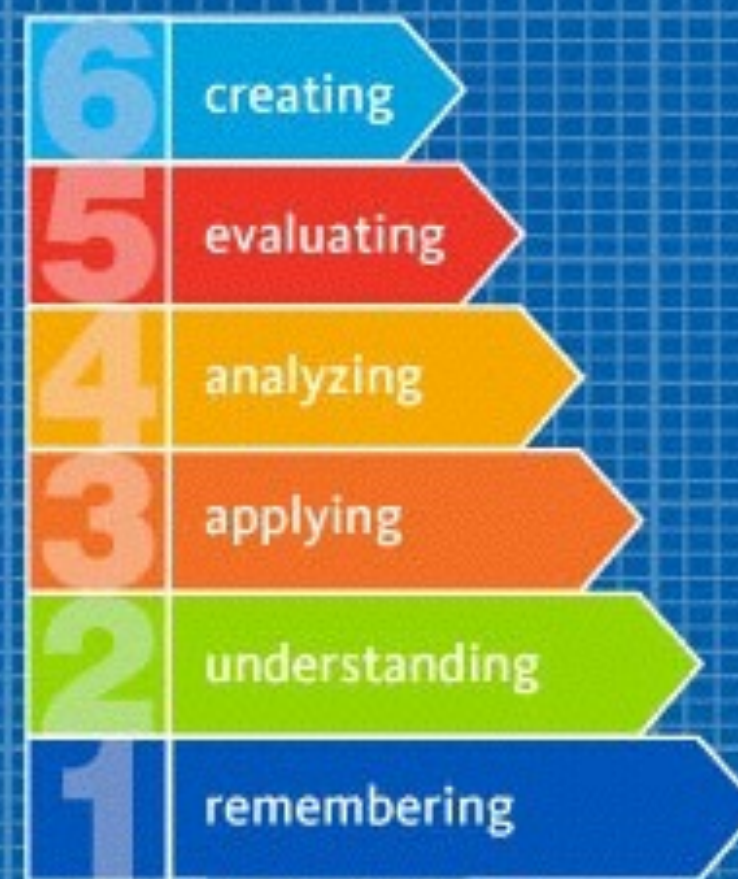 6 creating
5 evaluating
4 analyzing
3 applying
2 understanding
1 remembering